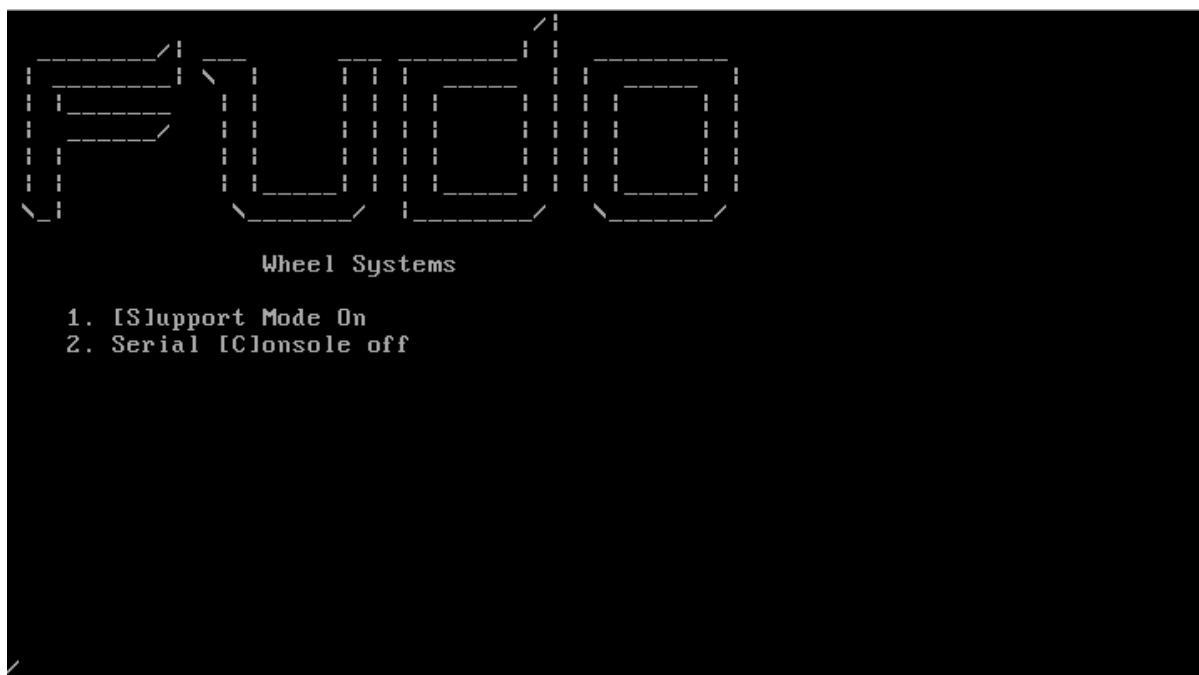 FUDO
Wheel Systems
1. [S]upport Mode On
2. Serial [C]onsole off
/